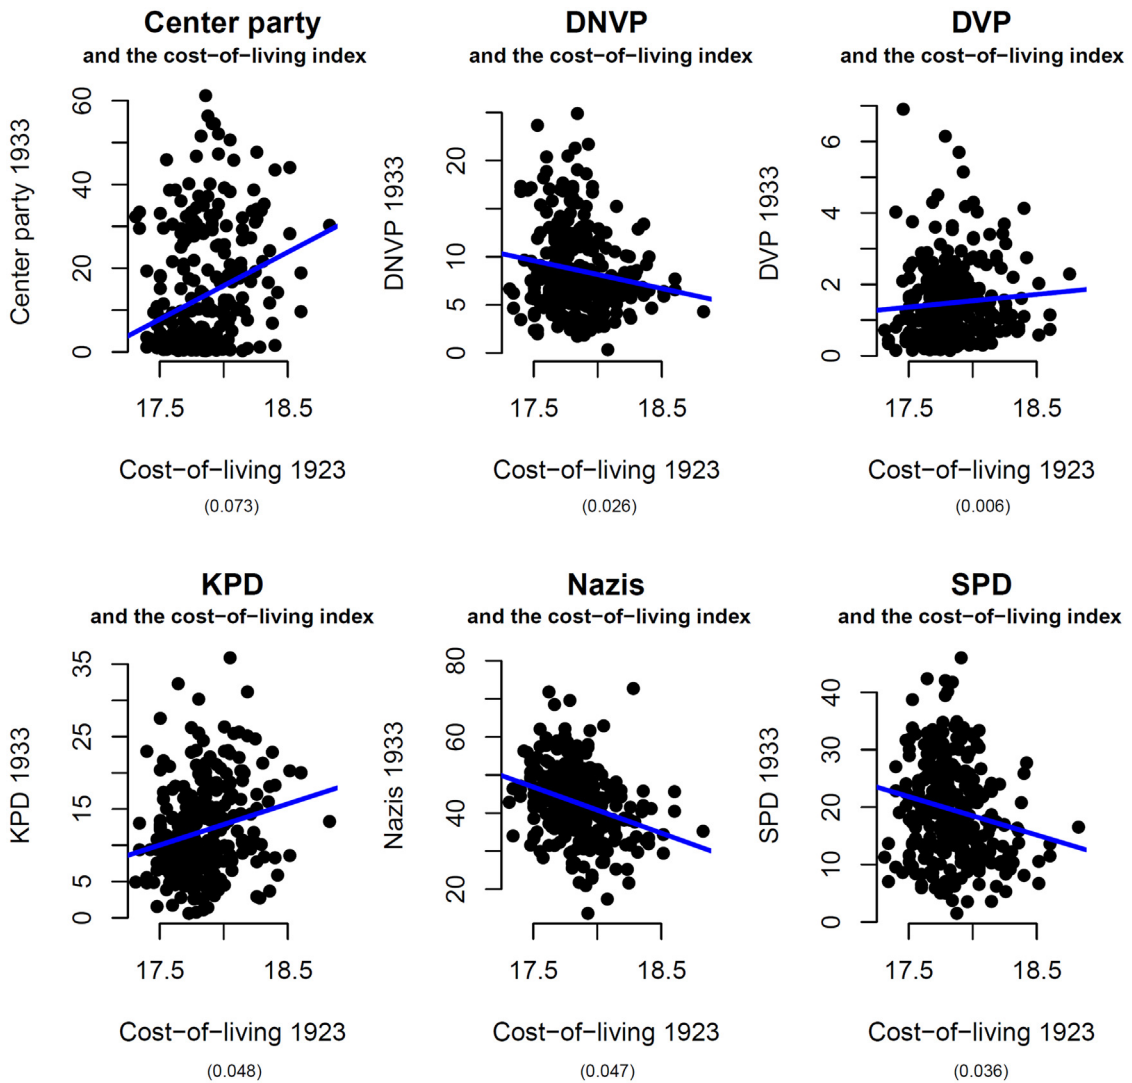 Center party
and the cost−of−living index
Center party 1933
60
40
20
0
17.5 18.5
Cost−of−living 1923
(0.073)
DNVP
and the cost−of−living index
DNVP 1933
20
10
5
0
17.5 18.5
Cost−of−living 1923
(0.026)
DVP
and the cost−of−living index
DVP 1933
6
4
2
0
17.5 18.5
Cost−of−living 1923
(0.006)
KPD
and the cost−of−living index
KPD 1933
35
25
15
5
0
17.5 18.5
Cost−of−living 1923
(0.048)
Nazis
and the cost−of−living index
Nazis 1933
80
60
40
20
17.5 18.5
Cost−of−living 1923
(0.047)
SPD
and the cost−of−living index
SPD 1933
40
30
20
10
0
17.5 18.5
Cost−of−living 1923
(0.036)